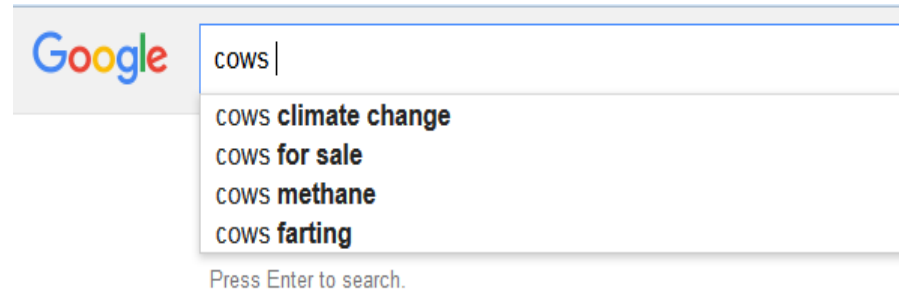 Google cows
cows climate change
cows for sale
cows methane
cows farting
Press Enter to search.